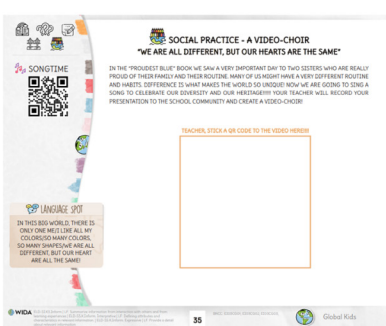 SOCIAL PRACTICE - A VIDEO-CHOIR
"WE ARE ALL DIFFERENT, BUT OUR HEARTS ARE THE SAME"
SONGTIME
IN THE "PROUDEST BLUE" BOOK WE SAW A VERY IMPORTANT DAY TO TWO SISTERS WHO ARE REALLY
PROUD OF THEIR FAMILY AND THEIR ROUTINE. MANY OF US MIGHT HAVE A VERY DIFFERENT ROUTINE
AND HABITS. DIFFERENCE IS WHAT MAKES THE WORLD SO UNIQUE! NOW WE ARE GOING TO SING A
SONG TO CELEBRATE OUR DIVERSITY AND OUR HERITAGE!!! YOUR TEACHER WILL RECORD YOUR
PRESENTATION TO THE SCHOOL COMMUNITY AND CREATE A VIDEO-CHOIR!
TEACHER, STICK A QR CODE TO THE VIDEO HERE!!!
LANGUAGE SPOT
IN THIS BIG WORLD, THERE IS
ONLY ONE ME/I LIKE ALL MY
COLORS/SO MANY COLORS,
SO MANY SHAPES/WE ARE ALL
DIFFERENT, BUT OUR HEART
ARE ALL THE SAME!
WIDA
35
Global Kids